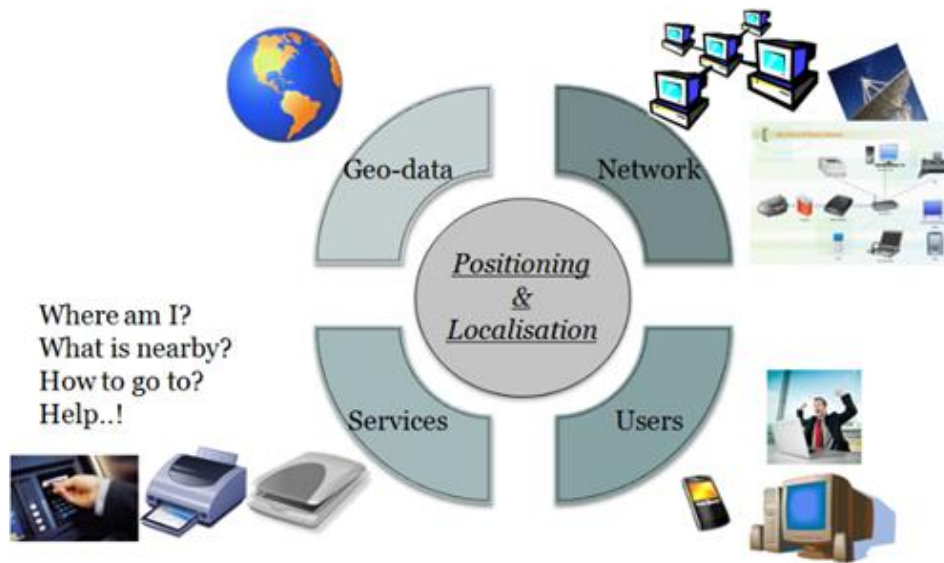 Geo-data
Network
Positioning
&
Localisation
Where am I?
What is nearby?
How to go to?
Help..!
Services
Users